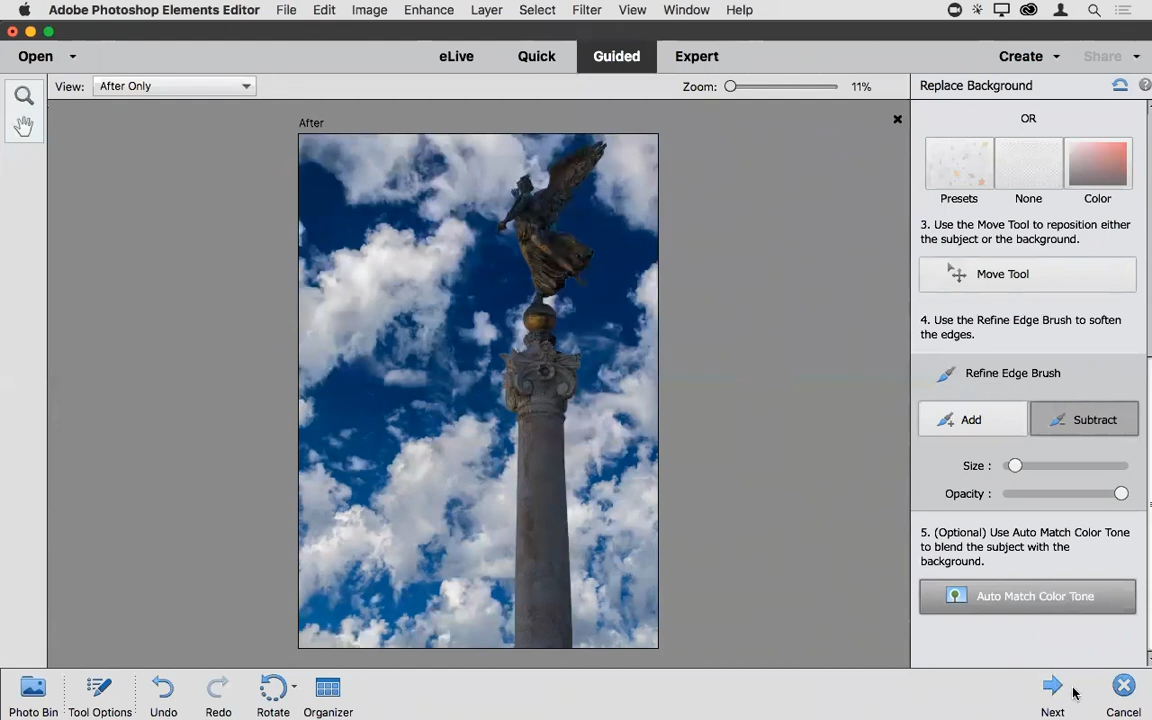 Adobe Photoshop Elements Editor File Edit Image Enhance Layer Select Filter View Window Help
Open eLive Quick Guided Expert Create Share
View: After Only Zoom: 11% Replace Background
After
OR
Presets None Color
3. Use the Move Tool to reposition either
the subject or the background.
Move Tool
4. Use the Refine Edge Brush to soften
the edges.
Refine Edge Brush
Add Subtract
Size :
Opacity :
5. (Optional) Use Auto Match Color Tone
to blend the subject with the
background.
Auto Match Color Tone
Photo Bin Tool Options Undo Redo Rotate Organizer Next Cancel